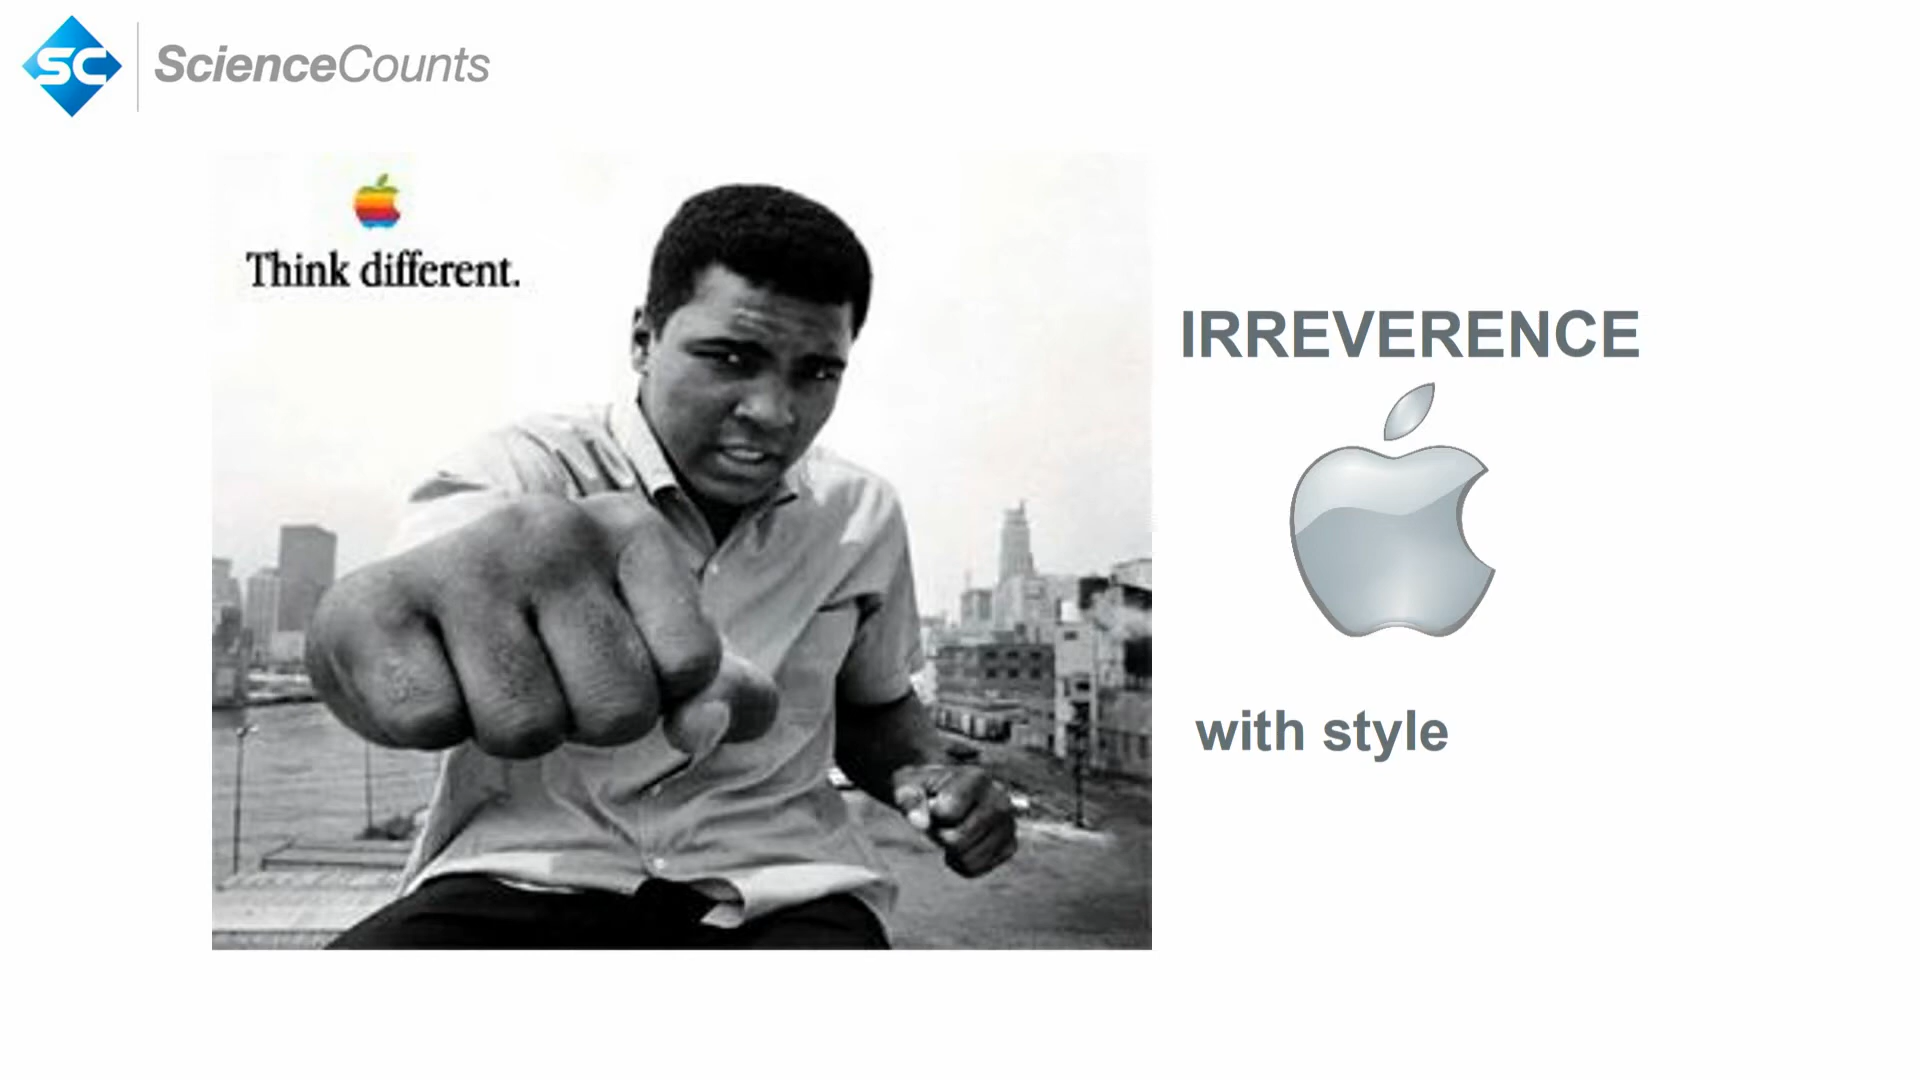 SC
ScienceCounts
Think different.
IRREVERENCE
with style